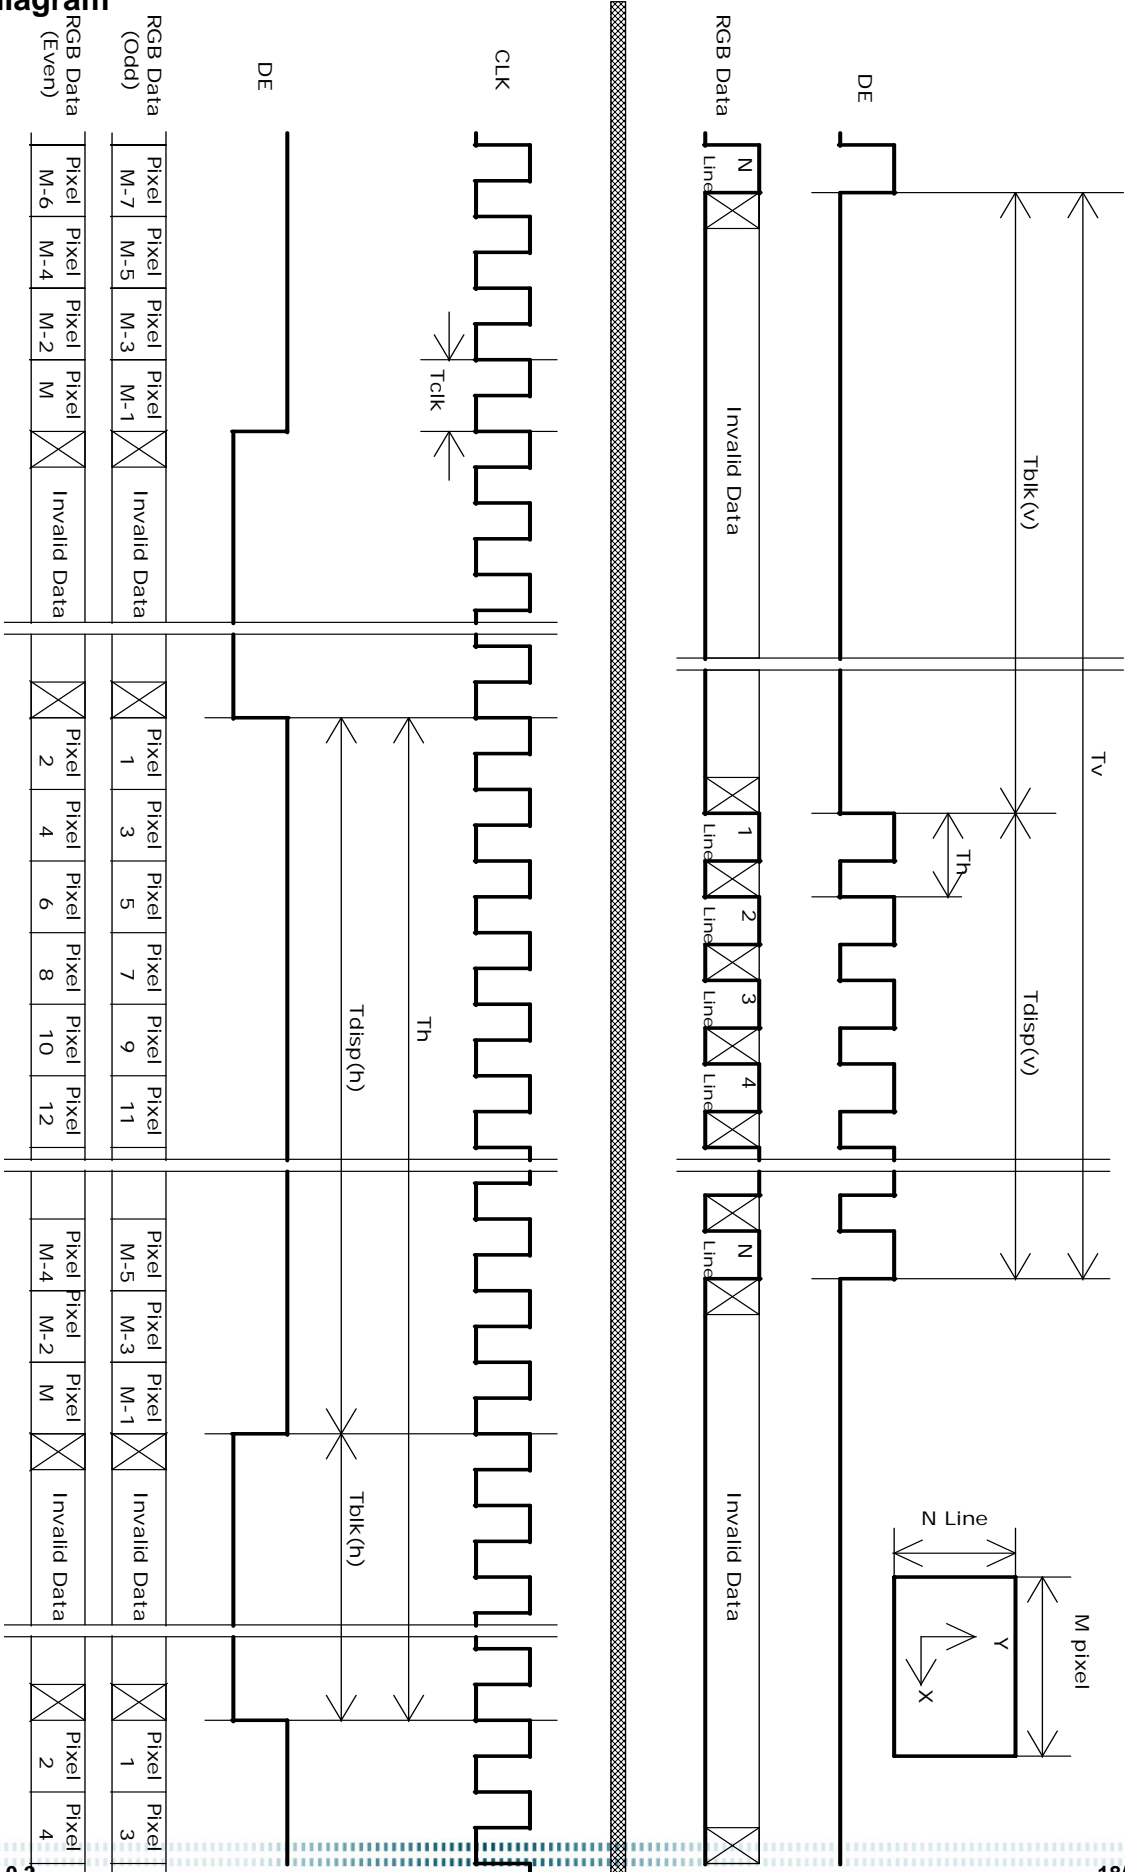 iagram
Tv
Tblk(v)
Tdisp(v)
M pixel
Y
X
N Line
Th
DE
RGB Data
N
Line
Invalid Data
1
Line
2
Line
3
Line
4
Line
N
Line
Invalid Data
CLK
Tclk
Th
Tdisp(h)
Tblk(h)
DE
RGB Data
(Odd)
Pixel Pixel Pixel Pixel
M-7 M-5 M-3 M-1
Invalid Data
Pixel Pixel Pixel Pixel Pixel Pixel
1 3 5 7 9 11
Pixel Pixel Pixel
M-5 M-3 M-1
Invalid Data
Pixel Pixel
1 3
RGB Data
(Even)
Pixel Pixel Pixel Pixel
M-6 M-4 M-2 M
Invalid Data
Pixel Pixel Pixel Pixel Pixel Pixel
2 4 6 8 10 12
Pixel Pixel Pixel
M-4 M-2 M
Invalid Data
Pixel Pixel
2 4